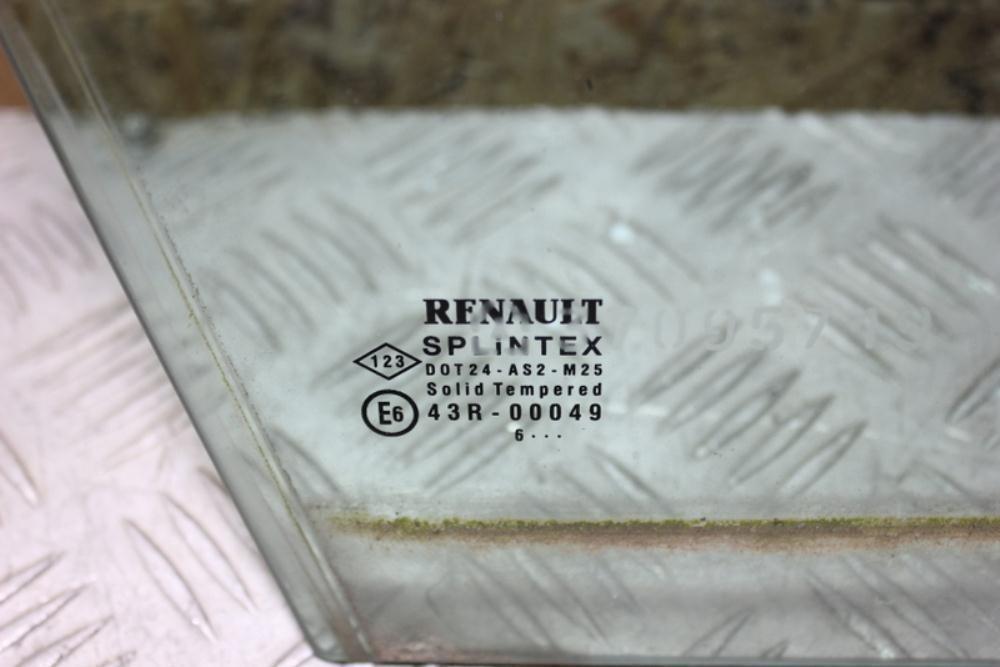 RENAULT
SPLiNTEX
123
DOT24-AS2-M25
Solid Tempered
E6 43R-00049
6...